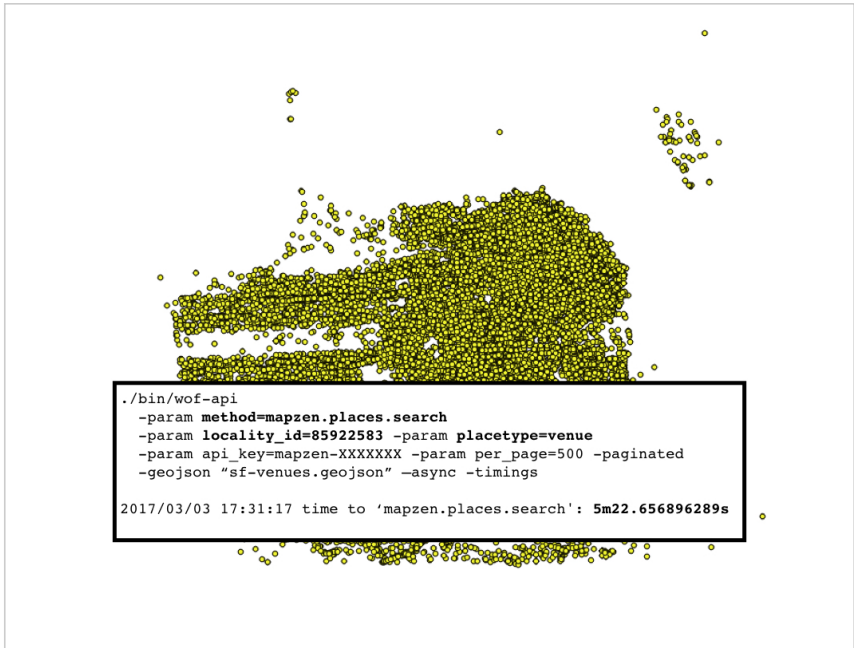 ./bin/wof-api
-param method=mapzen.places.search
-param locality_id=85922583 -param placetype=venue
-param api_key=mapzen-XXXXXXX -param per_page=500 -paginated
-geojson “sf-venues.geojson” —async -timings
2017/03/03 17:31:17 time to ‘mapzen.places.search': 5m22.656896289s